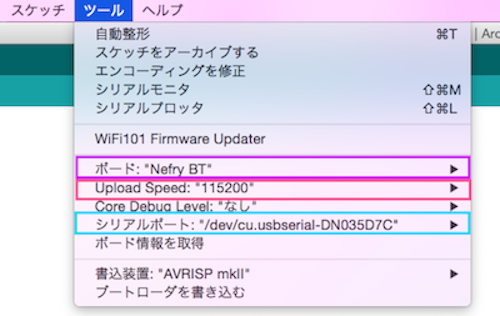 スケッチ ツール ヘルプ
| Arc
自動整形 ⌘T
スケッチをアーカイブする
エンコーディングを修正
シリアルモニタ ⇧⌘M
シリアルプロッタ ⇧⌘L
WiFi101 Firmware Updater
ボード: "Nefry BT"
Upload Speed: "115200"
Core Debug Level: "なし"
シリアルポート: "/dev/cu.usbserial-DN035D7C"
ボード情報を取得
書込装置: "AVRISP mkII"
ブートローダを書き込む